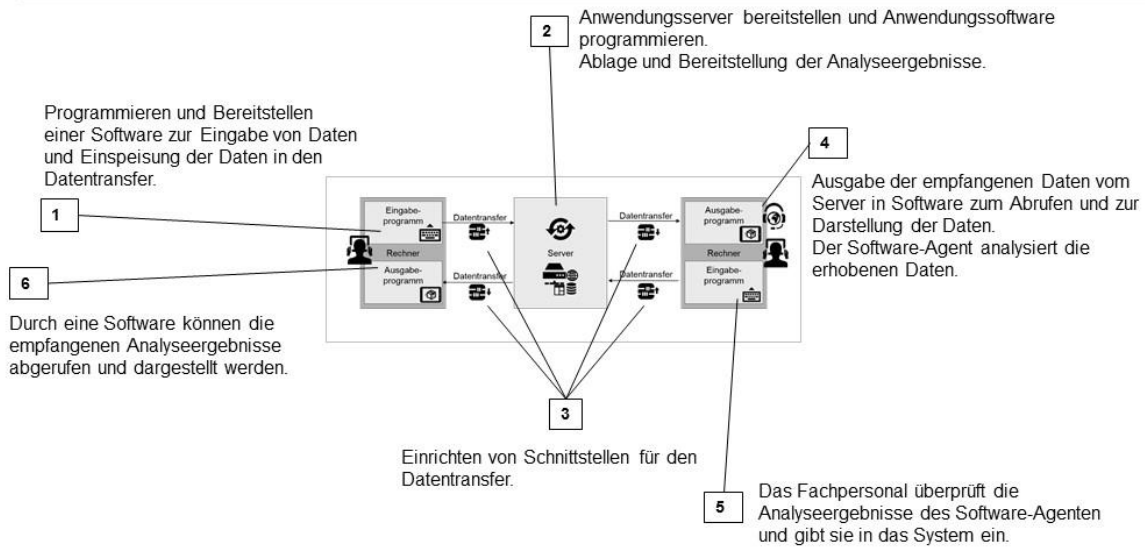 2
Anwendungsserver bereitstellen und Anwendungssoftware
programmieren.
Ablage und Bereitstellung der Analyseergebnisse.
Programmieren und Bereitstellen
einer Software zur Eingabe von Daten
und Einspeisung der Daten in den
Datentransfer.
1
4
Ausgabe der empfangenen Daten vom
Server in Software zum Abrufen und zur
Darstellung der Daten.
Der Software-Agent analysiert die
erhobenen Daten.
Eingabe-
programm
Rechner
Ausgabe-
programm
Datentransfer
Datentransfer
Server
Datentransfer
Datentransfer
Ausgabe-
programm
Rechner
Eingabe-
programm
6
Durch eine Software können die
empfangenen Analyseergebnisse
abgerufen und dargestellt werden.
3
Einrichten von Schnittstellen für den
Datentransfer.
5
Das Fachpersonal überprüft die
Analyseergebnisse des Software-Agenten
und gibt sie in das System ein.